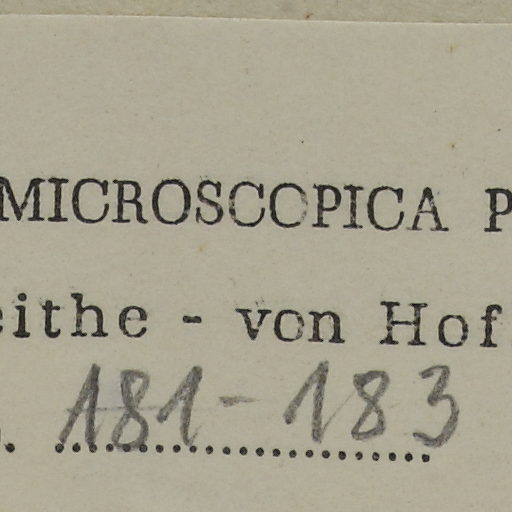 MICROSCOPICA P
eithe - von Hof
. 181-183